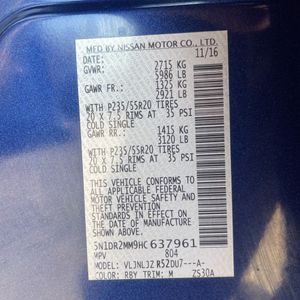 MFD BY NISSAN MOTOR CO., LTD.
DATE: 11/16
GVWR: 2715 KG
5986 LB
GAWR FR.: 1325 KG
2921 LB
WITH P235/55R20 TIRES
20 x 7.5 RIMS AT 35 PSI
COLD SINGLE
GAWR RR.: 1415 KG
3120 LB
WITH P235/55R20 TIRES
20 x 7.5 RIMS AT 35 PSI
COLD SINGLE
THIS VEHICLE CONFORMS TO
ALL APPLICABLE FEDERAL
MOTOR VEHICLE SAFETY
STANDARDS IN EFFECT ON
THE DATE OF MANUFACTURE
SHOWN ABOVE.
5N1DR2MM9HC637961
MPV 804
MODEL: VLJNL3Z R52DU7---A-
COLOR: RBY TRIM: M ZS30A